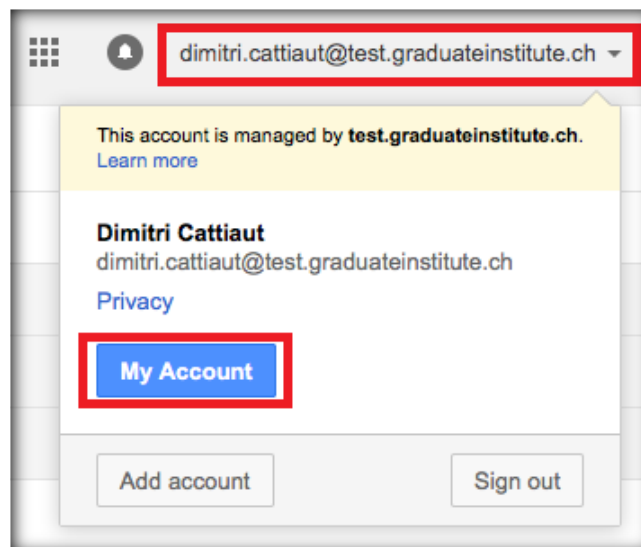 dimitri.cattiaut@test.graduateinstitute.ch
This account is managed by test.graduateinstitute.ch.
Learn more
Dimitri Cattiaut
dimitri.cattiaut@test.graduateinstitute.ch
Privacy
My Account
Add account Sign out